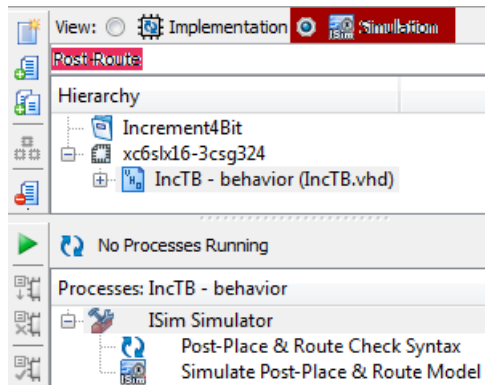 View: Implementation Simulation
Post-Route
Hierarchy
Increment4Bit
xc6slx16-3csg324
IncTB - behavior (IncTB.vhd)
No Processes Running
Processes: IncTB - behavior
ISim Simulator
Post-Place & Route Check Syntax
Simulate Post-Place & Route Model